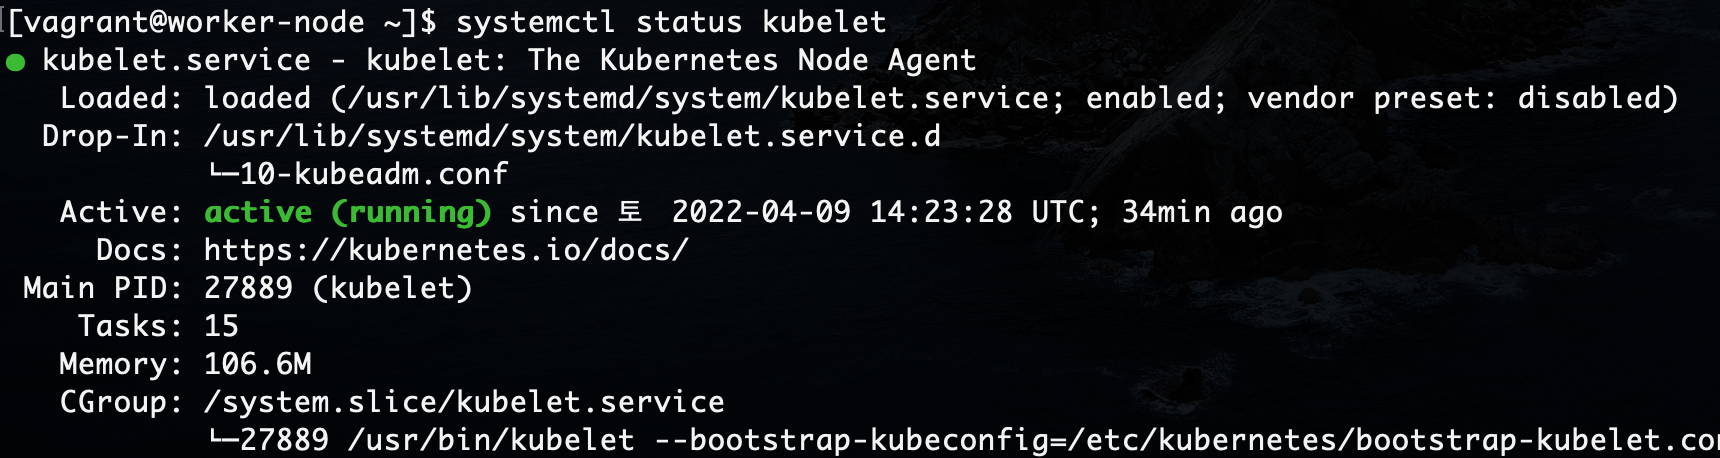 [vagrant@worker-node ~]$ systemctl status kubelet
● kubelet.service - kubelet: The Kubernetes Node Agent
   Loaded: loaded (/usr/lib/systemd/system/kubelet.service; enabled; vendor preset: disabled)
  Drop-In: /usr/lib/systemd/system/kubelet.service.d
           └─10-kubeadm.conf
   Active: active (running) since 토 2022-04-09 14:23:28 UTC; 34min ago
     Docs: https://kubernetes.io/docs/
 Main PID: 27889 (kubelet)
    Tasks: 15
   Memory: 106.6M
   CGroup: /system.slice/kubelet.service
           └─27889 /usr/bin/kubelet --bootstrap-kubeconfig=/etc/kubernetes/bootstrap-kubelet.co